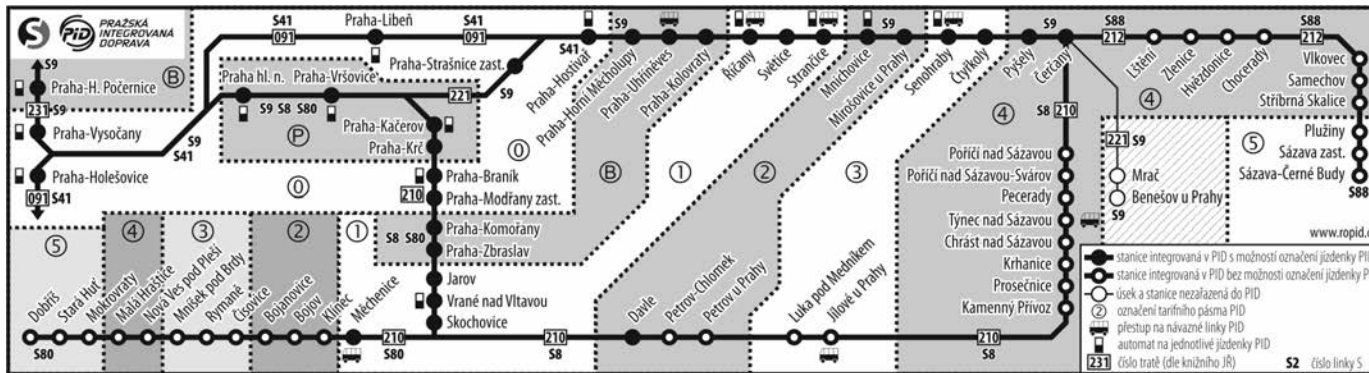 PRAŽSKÁ
INTEGROVANÁ
DOPRAVA
S PID
S41
Praha-Libeň
S41
091
091
S41
S9
Praha-Strašnice zast.
S9
Praha-H. Počernice
231
S9
Praha-Vysočany
Praha-Holešovice
091 S41
S9
S41
B
Praha hl. n.
Praha-Vršovice
S9 S8 S80
221
S9
P
0
0
Praha-Kačerov
Praha-Krč
Praha-Braník
210
Praha-Modřany zast.
S8 S80
Praha-Komořany
Praha-Zbraslav
Jarov
Vrané nad Vltavou
Skochovice
Praha-Hostivař
Praha-Horní Měcholupy
Praha-Uhříněves
Praha-Kolovraty
Říčany
Světice
Strančice
Mnichovice
Mirošovice u Prahy
Senohraby
Čtyřkoly
Pyšely
Čerčany
S9
S9
S9
S9
S9
B
1
2
3
4
S88
212
Lštění
Zlenice
Hvězdonice
Chocerady
S88
212
4
Vlkovec
Samechov
Stříbrná Skalice
Plužiny
Sázava zast.
Sázava-Černé Budy
S88
5
S8 210
221 S9
Mrač
Benešov u Prahy
S9
Poříčí nad Sázavou
Poříčí nad Sázavou-Svárov
Pecerady
Týnec nad Sázavou
Chrást nad Sázavou
Krhanice
Prosečnice
Kamenný Přívoz
5
4
3
2
1
Dobříš
Stará Huť
Mokrovraty
Malá Hraštice
Nová Ves pod Pleší
Mníšek pod Brdy
Rymaně
Čisovice
Bojanovice
Bojov
Klínec
Měchenice
Davle
Petrov-Chlomek
Petrov u Prahy
Luka pod Medníkem
Jílové u Prahy
S80
210
S80
210
S8
210
S8
www.ropid.c
stanice integrovaná v PID s možností označení jízdenky PI
stanice integrovaná v PID bez možnosti označení jízdenky P
úsek a stanice nezařazená do PID
2 označení tarifního pásma PID
přestup na návazné linky PID
automat na jednotlivé jízdenky PID
231 číslo tratě (dle knižního JŘ) S2 číslo linky S